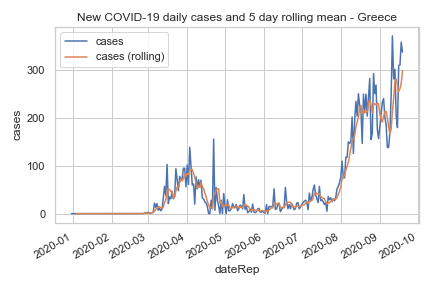 New COVID-19 daily cases and 5 day rolling mean - Greece
cases
cases (rolling)
300
200
100
0
cases
2020-01
2020-02
2020-03
2020-04
2020-05
2020-06
2020-07
2020-08
2020-09
2020-10
dateRep